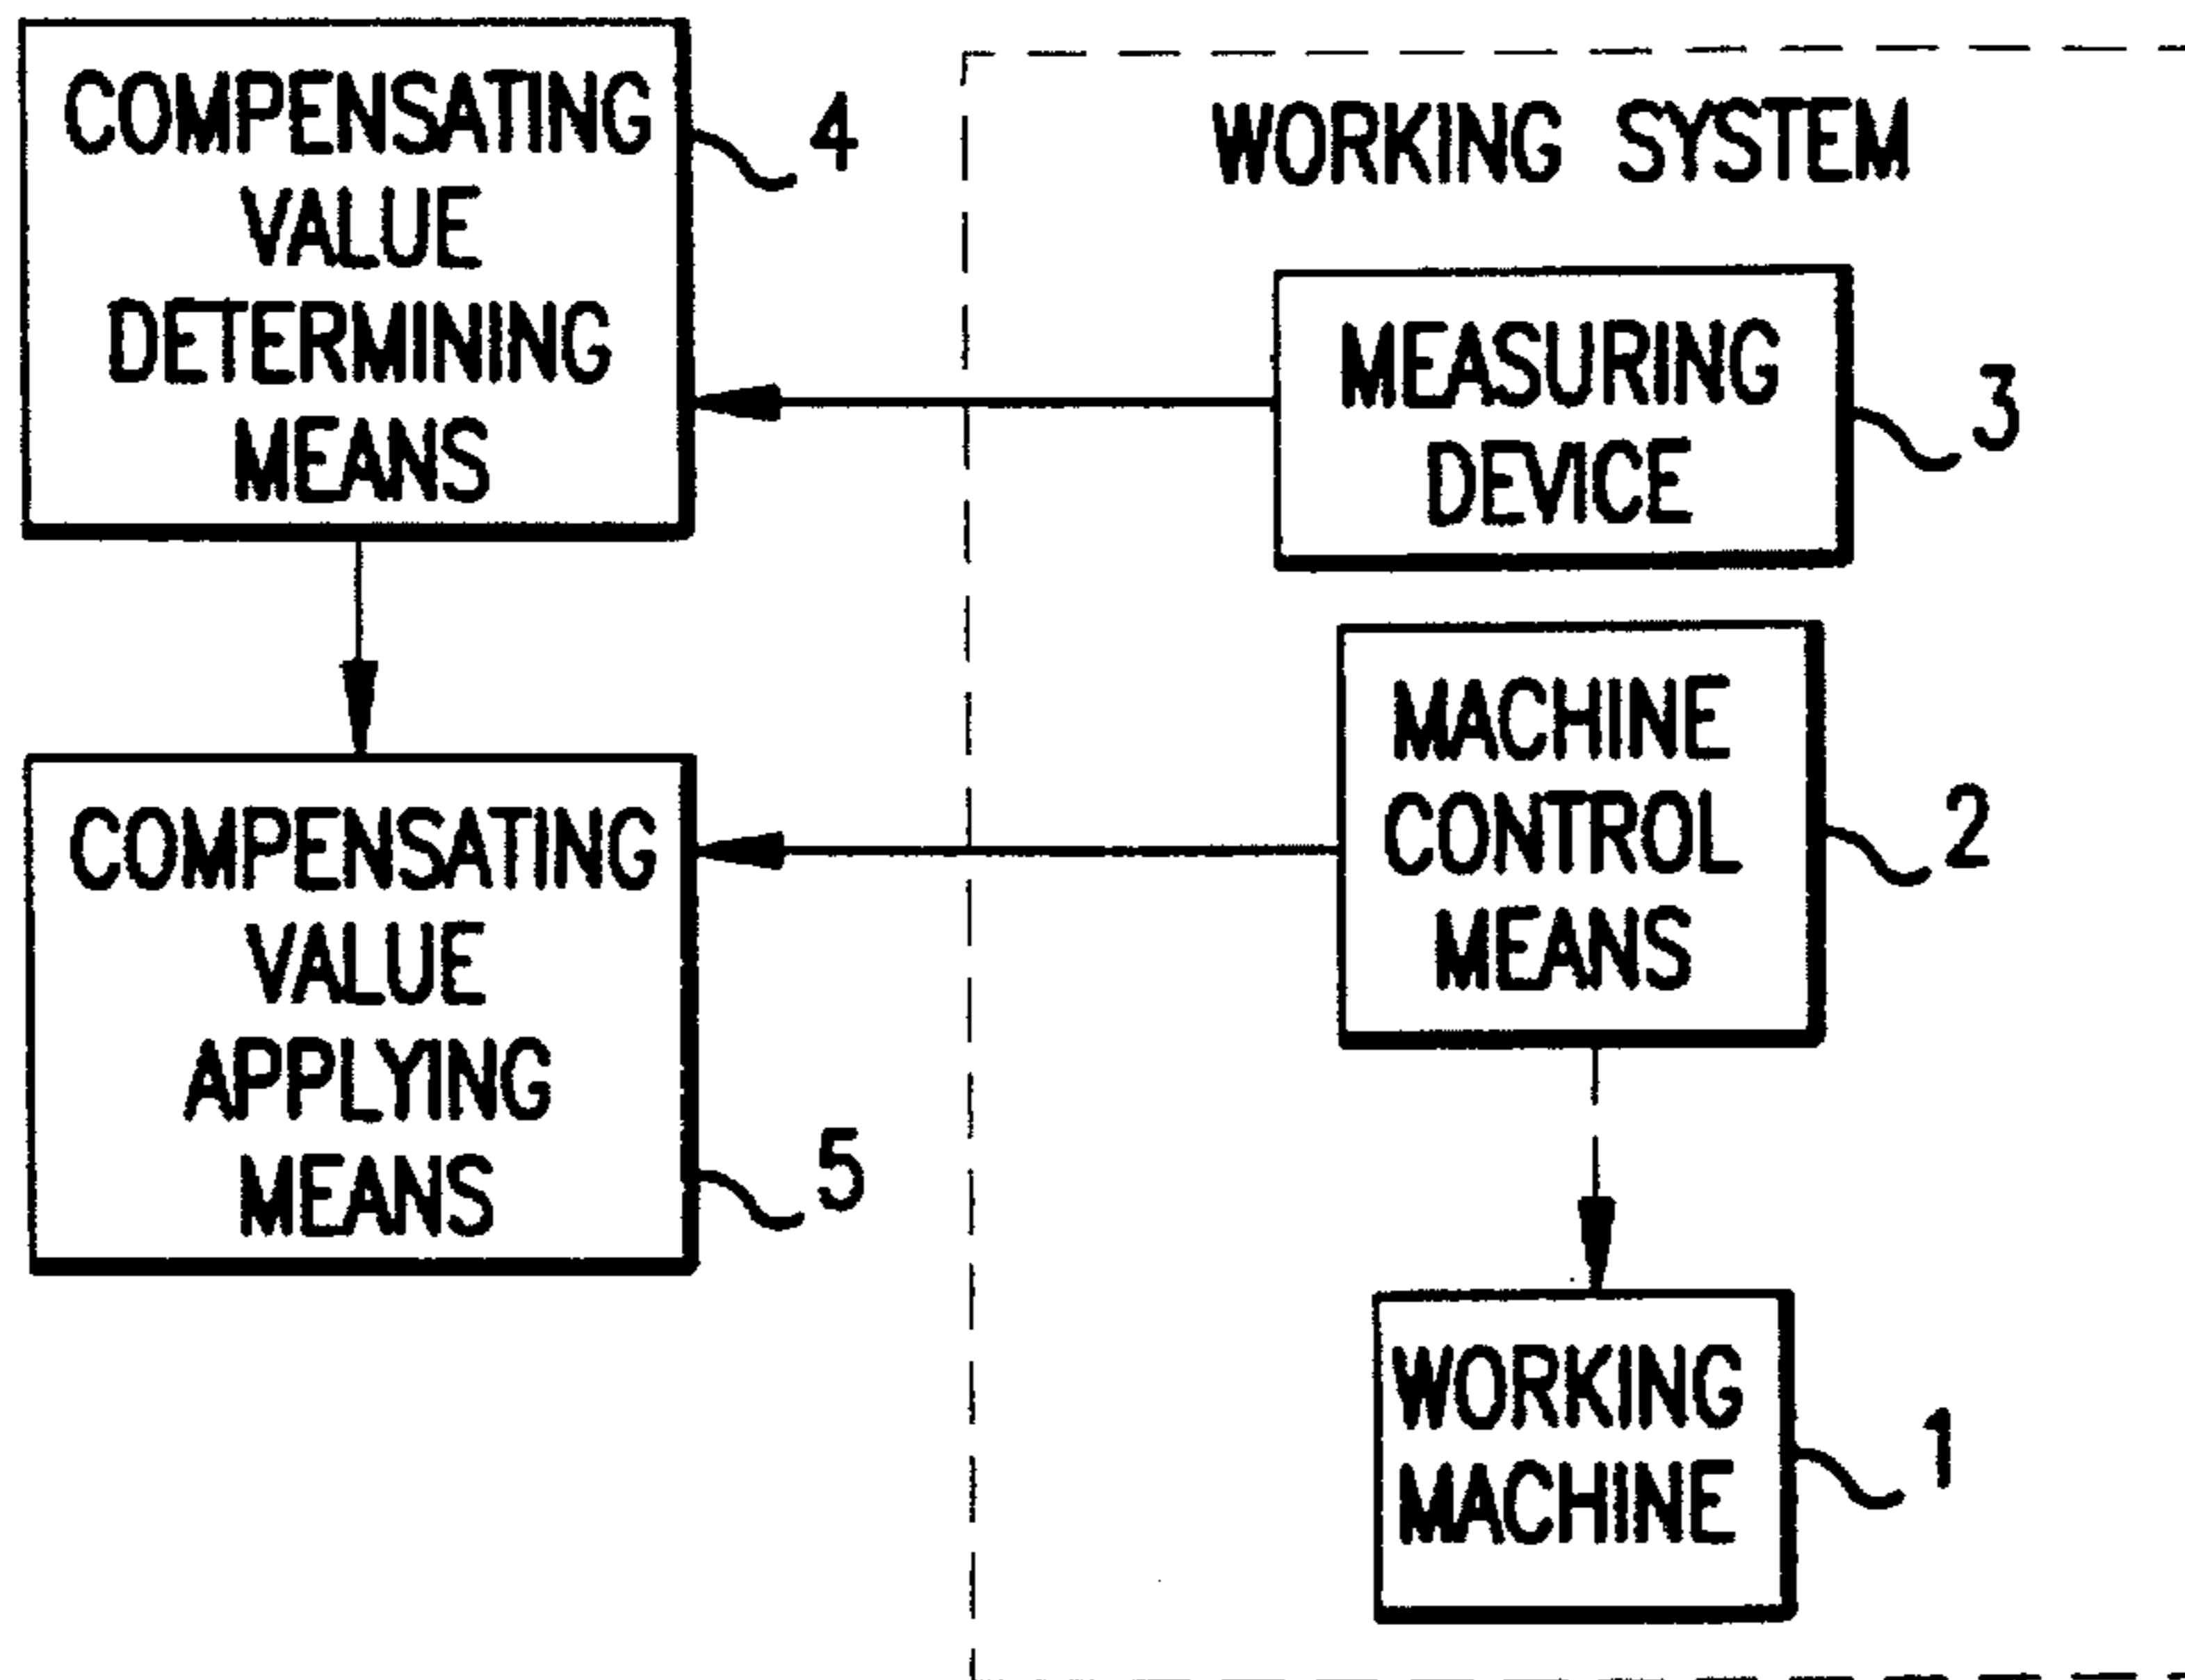 COMPENSATING
VALUE
DETERMINING
MEANS
4
WORKING SYSTEM
MEASURING
DEVICE
3
MACHINE
CONTROL
MEANS
2
COMPENSATING
VALUE
APPLYING
MEANS
5
WORKING
MACHINE
1